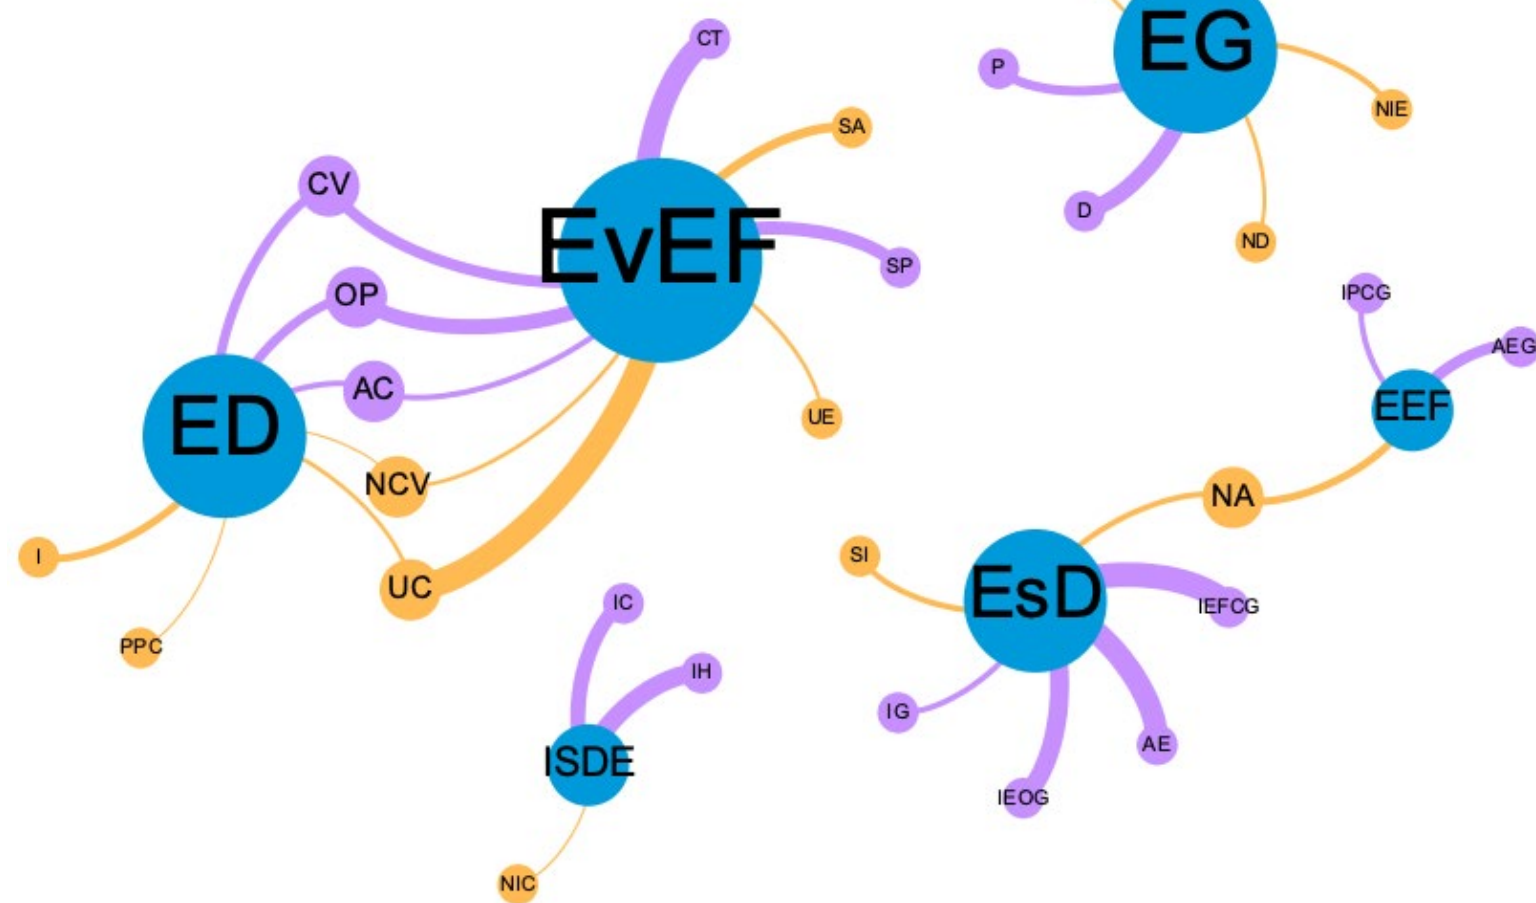 CT
EG
P
NIE
SA
CV
D
EvEF
ND
SP
OP
IPCG
AEG
AC
EEF
UE
ED
NCV
NA
I
SI
UC
EsD
IC
IEFCG
PPC
IH
IG
AE
ISDE
IEOG
NIC